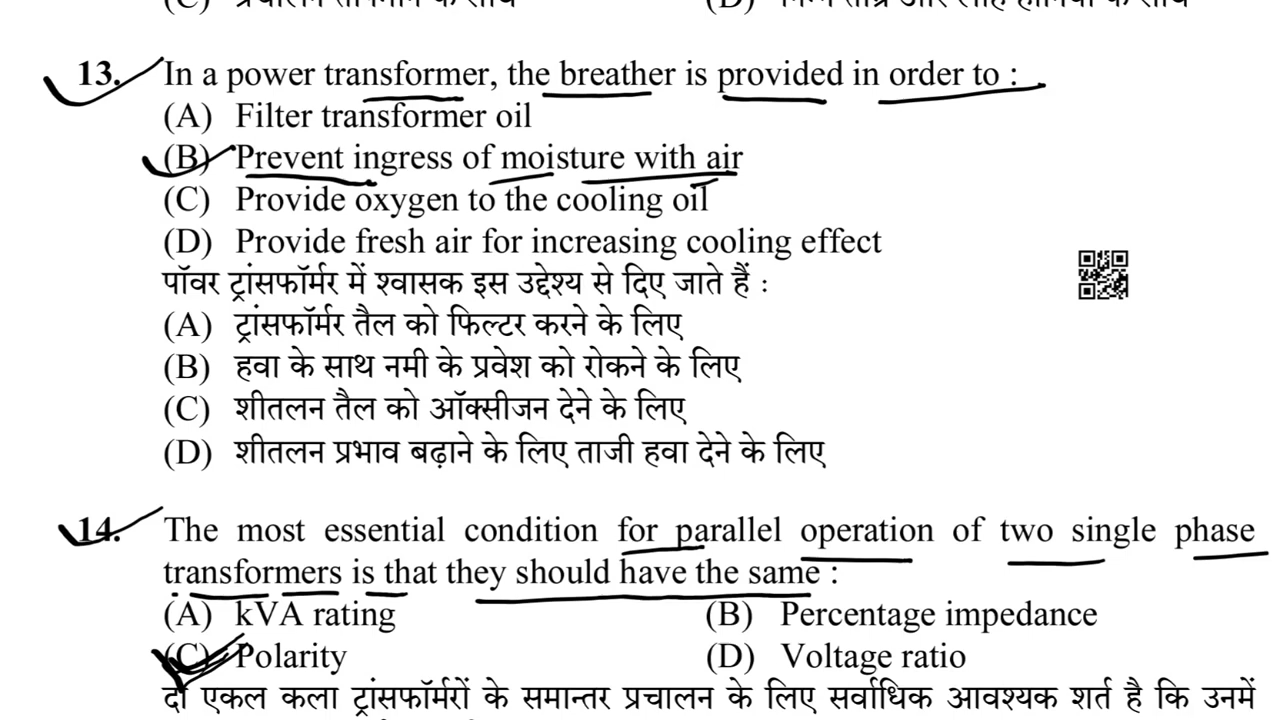 (C) प्रचालन तापमान के साथ (D) निम्न ताम्र और लौह हानियों के साथ
13. In a power transformer, the breather is provided in order to :
(A) Filter transformer oil
(B) Prevent ingress of moisture with air
(C) Provide oxygen to the cooling oil
(D) Provide fresh air for increasing cooling effect
पॉवर ट्रांसफॉर्मर में श्वासक इस उद्देश्य से दिए जाते हैं :
(A) ट्रांसफॉर्मर तैल को फिल्टर करने के लिए
(B) हवा के साथ नमी के प्रवेश को रोकने के लिए
(C) शीतलन तैल को ऑक्सीजन देने के लिए
(D) शीतलन प्रभाव बढ़ाने के लिए ताजी हवा देने के लिए
14. The most essential condition for parallel operation of two single phase
transformers is that they should have the same :
(A) kVA rating (B) Percentage impedance
(C) Polarity (D) Voltage ratio
दो एकल कला ट्रांसफॉर्मरों के समान्तर प्रचालन के लिए सर्वाधिक आवश्यक शर्त है कि उनमें